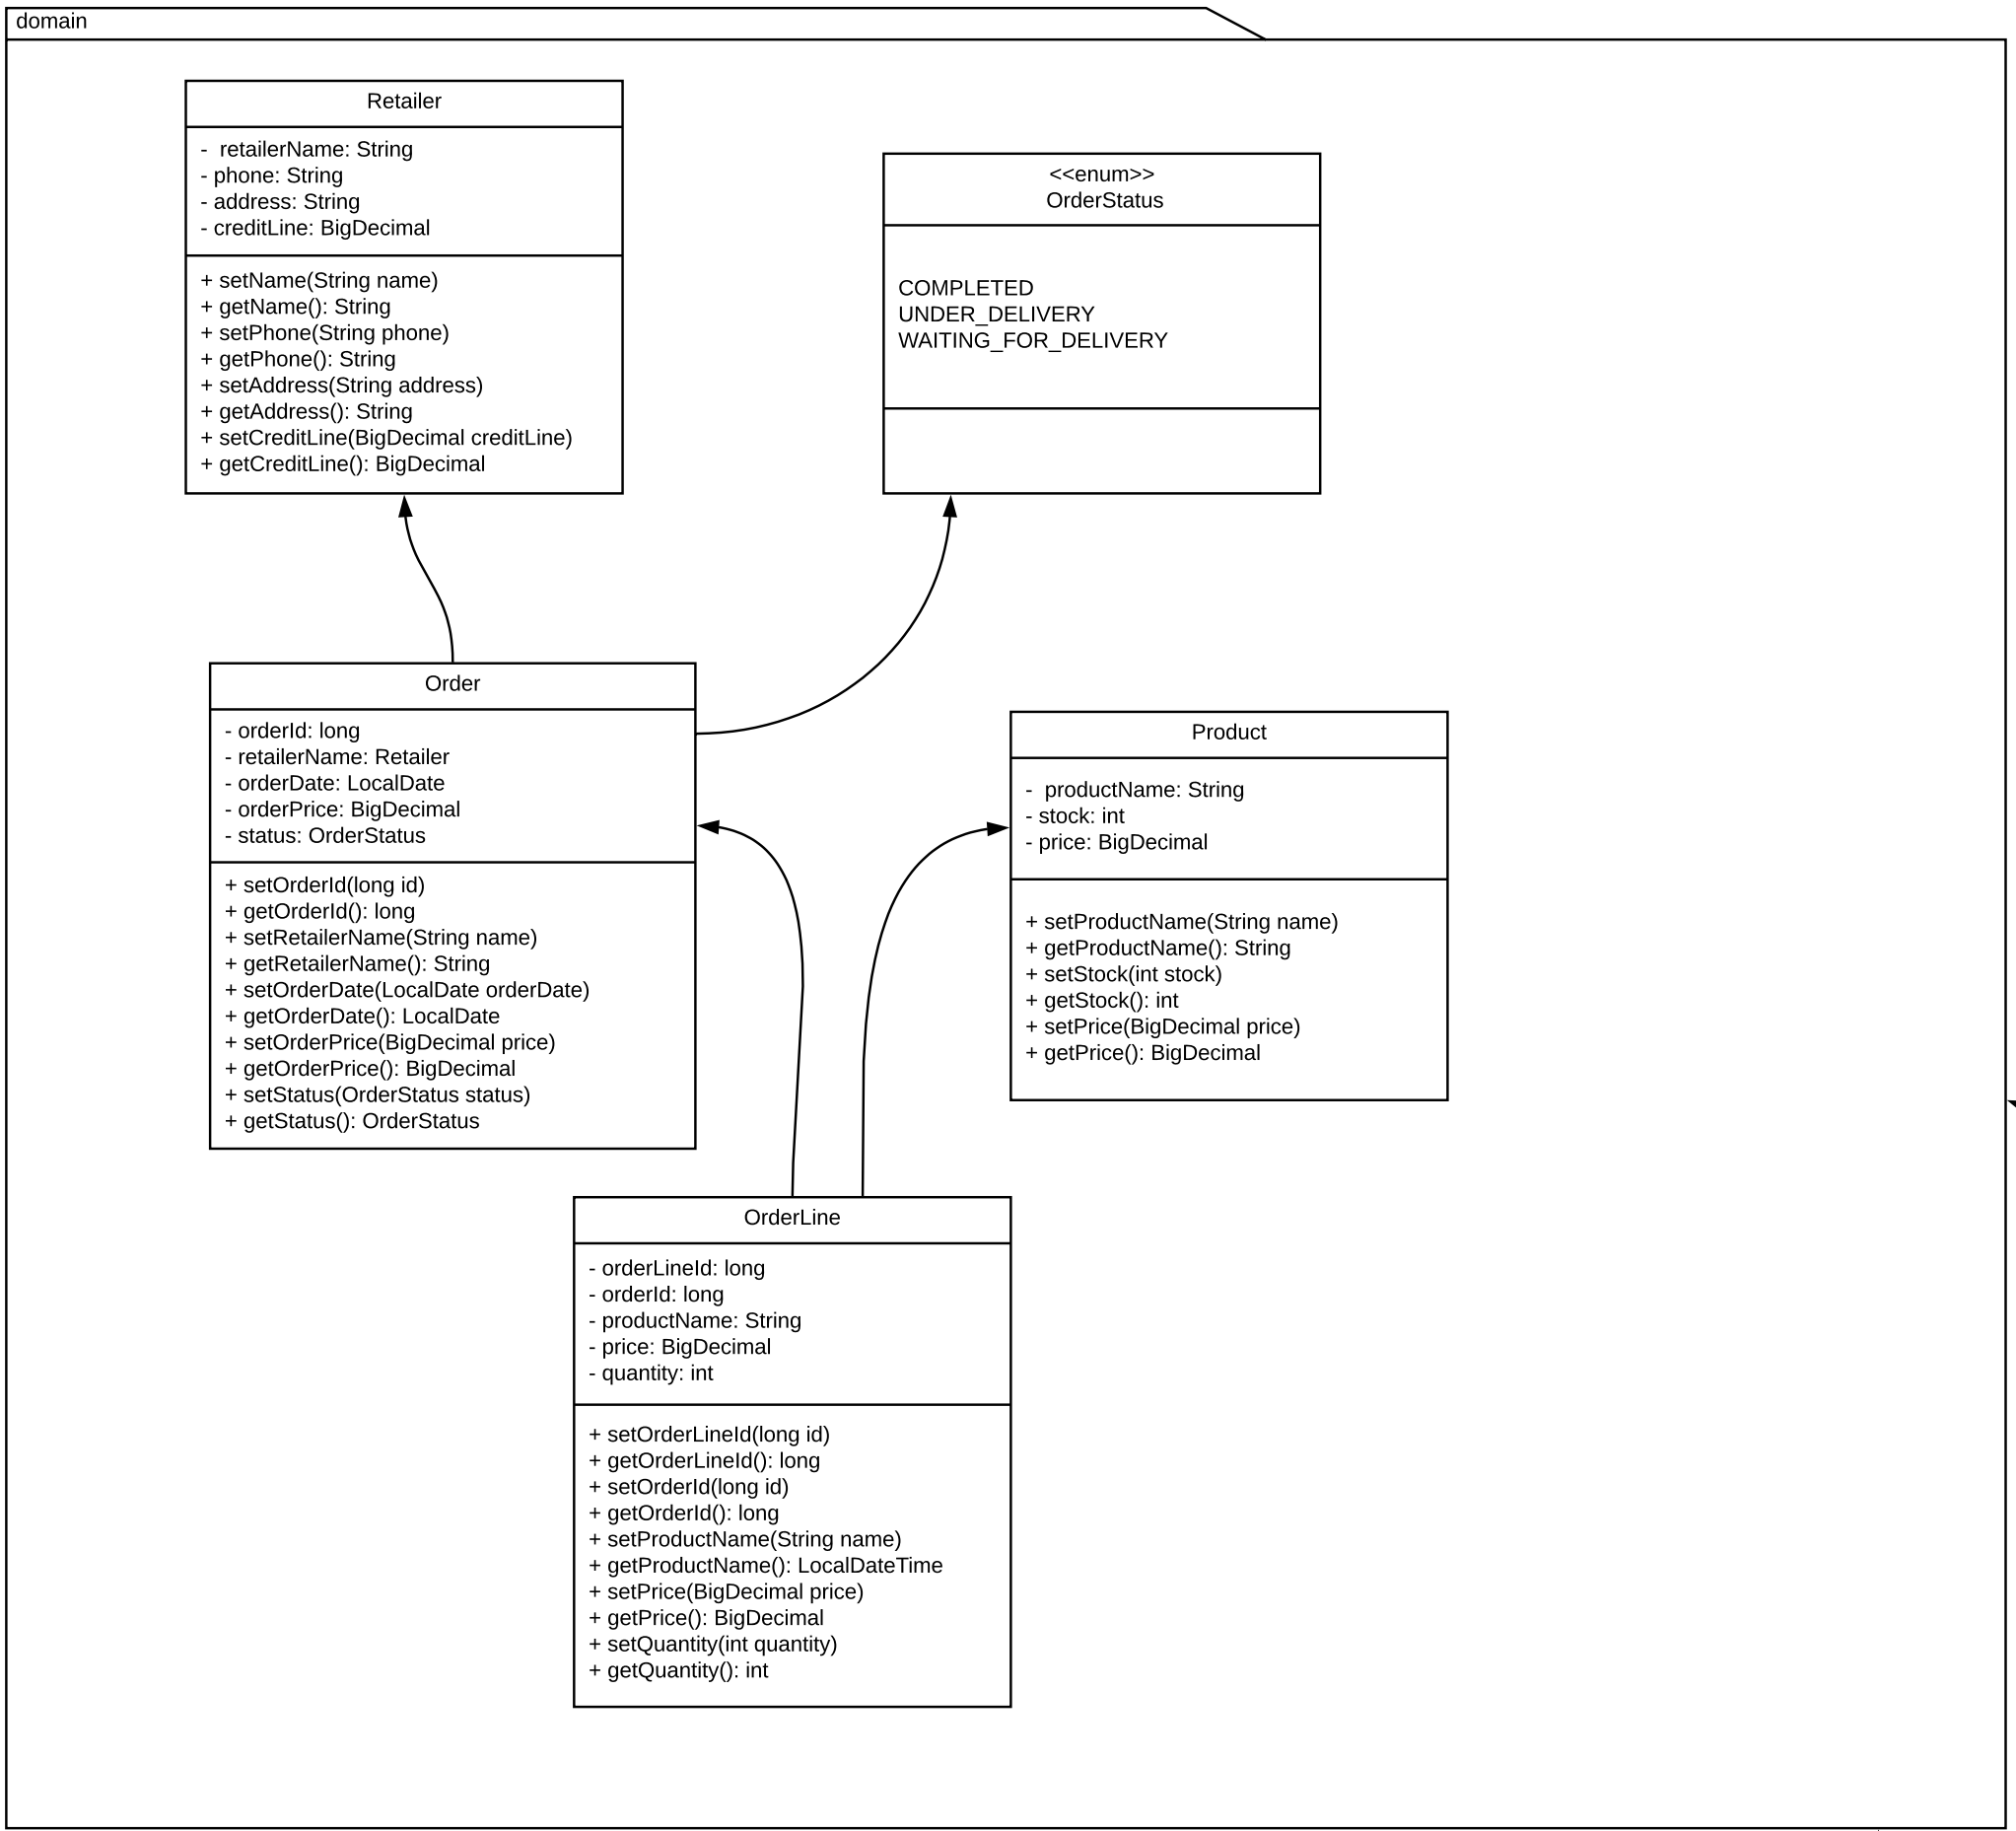 domain
Retailer
-  retailerName: String
- phone: String
- address: String
- creditLine: BigDecimal
+ setName(String name)
+ getName(): String
+ setPhone(String phone)
+ getPhone(): String
+ setAddress(String address)
+ getAddress(): String
+ setCreditLine(BigDecimal creditLine)
+ getCreditLine(): BigDecimal
<<enum>>
OrderStatus
COMPLETED
UNDER_DELIVERY
WAITING_FOR_DELIVERY
Order
- orderId: long
- retailerName: Retailer
- orderDate: LocalDate
- orderPrice: BigDecimal
- status: OrderStatus
+ setOrderId(long id)
+ getOrderId(): long
+ setRetailerName(String name)
+ getRetailerName(): String
+ setOrderDate(LocalDate orderDate)
+ getOrderDate(): LocalDate
+ setOrderPrice(BigDecimal price)
+ getOrderPrice(): BigDecimal
+ setStatus(OrderStatus status)
+ getStatus(): OrderStatus
Product
-  productName: String
- stock: int
- price: BigDecimal
+ setProductName(String name)
+ getProductName(): String
+ setStock(int stock)
+ getStock(): int
+ setPrice(BigDecimal price)
+ getPrice(): BigDecimal
OrderLine
- orderLineId: long
- orderId: long
- productName: String
- price: BigDecimal
- quantity: int
+ setOrderLineId(long id)
+ getOrderLineId(): long
+ setOrderId(long id)
+ getOrderId(): long
+ setProductName(String name)
+ getProductName(): LocalDateTime
+ setPrice(BigDecimal price)
+ getPrice(): BigDecimal
+ setQuantity(int quantity)
+ getQuantity(): int